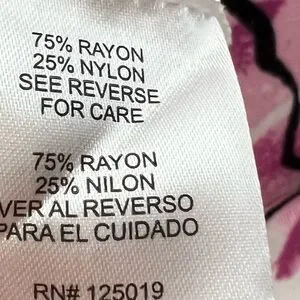 75% RAYON
25% NYLON
SEE REVERSE
FOR CARE
75% RAYON
25% NILON
VER AL REVERSO
PARA EL CUIDADO
RN# 125019